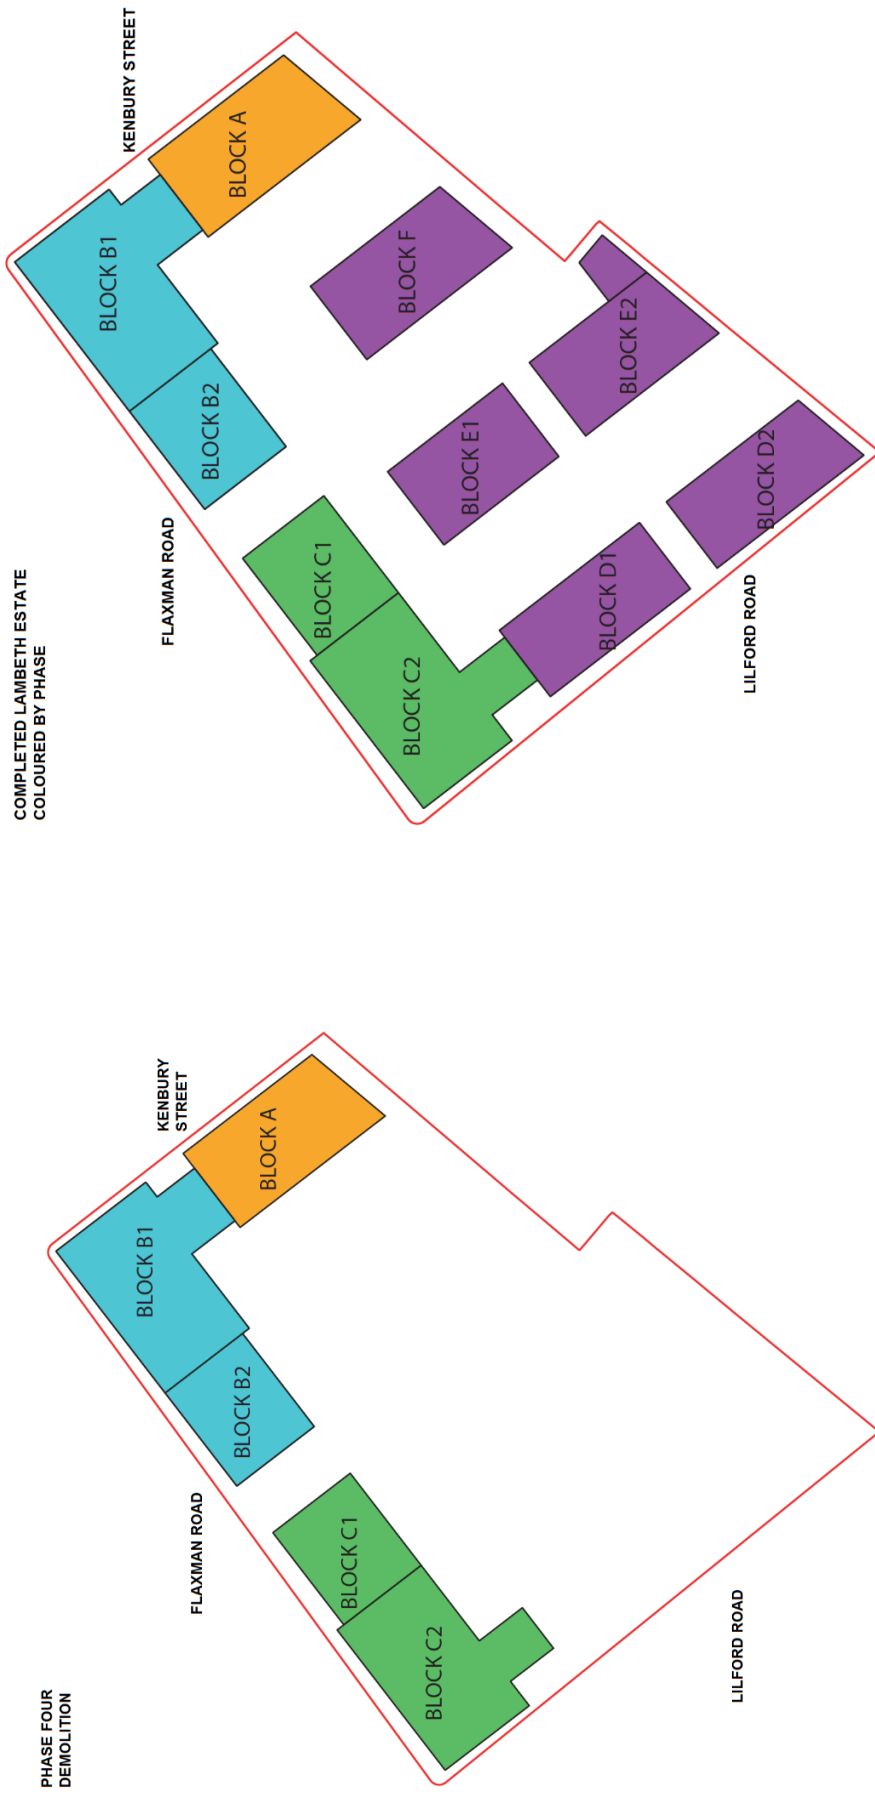 PHASE FOUR
DEMOLITION
FLAXMAN ROAD
KENBURY
STREET
BLOCK B1
BLOCK A
BLOCK B2
BLOCK C1
BLOCK C2
LILFORD ROAD
COMPLETED LAMBETH ESTATE
COLOURED BY PHASE
KENBURY STREET
FLAXMAN ROAD
BLOCK B1
BLOCK A
BLOCK B2
BLOCK F
BLOCK C1
BLOCK E1
BLOCK E2
BLOCK C2
BLOCK D1
BLOCK D2
LILFORD ROAD